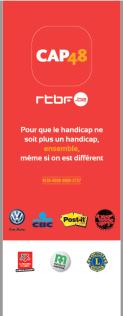 CAP48
rtbf.be
Pour que le handicap ne
soit plus un handicap,
ensemble,
même si on est différent
CBC
Post-it